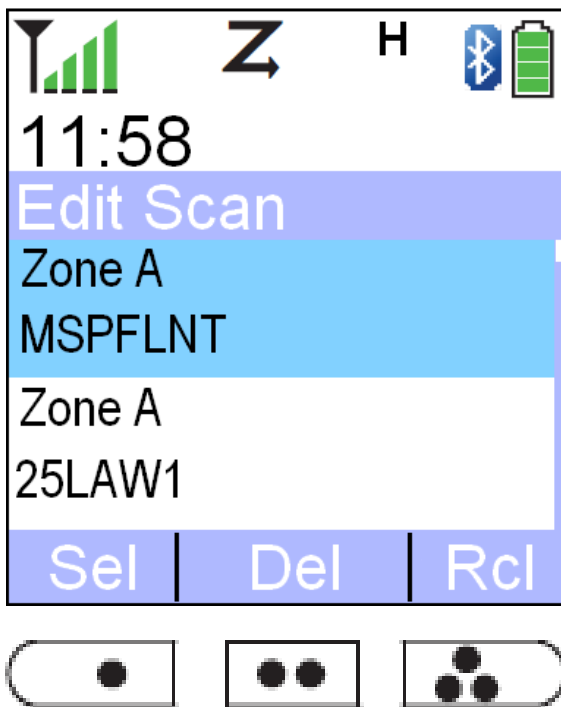 H
11:58
Edit Scan
Zone A
MSPFLNT
Zone A
25LAW1
Sel Del Rcl